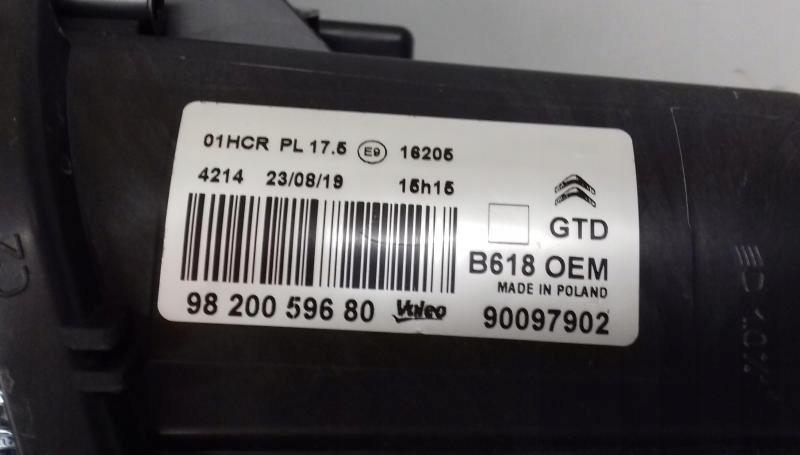 01HCR PL 17.5 E9 16205
4214 23/08/19 15h15
GTD
B618 OEM
MADE IN POLAND
98 200 596 80 Valeo 90097902